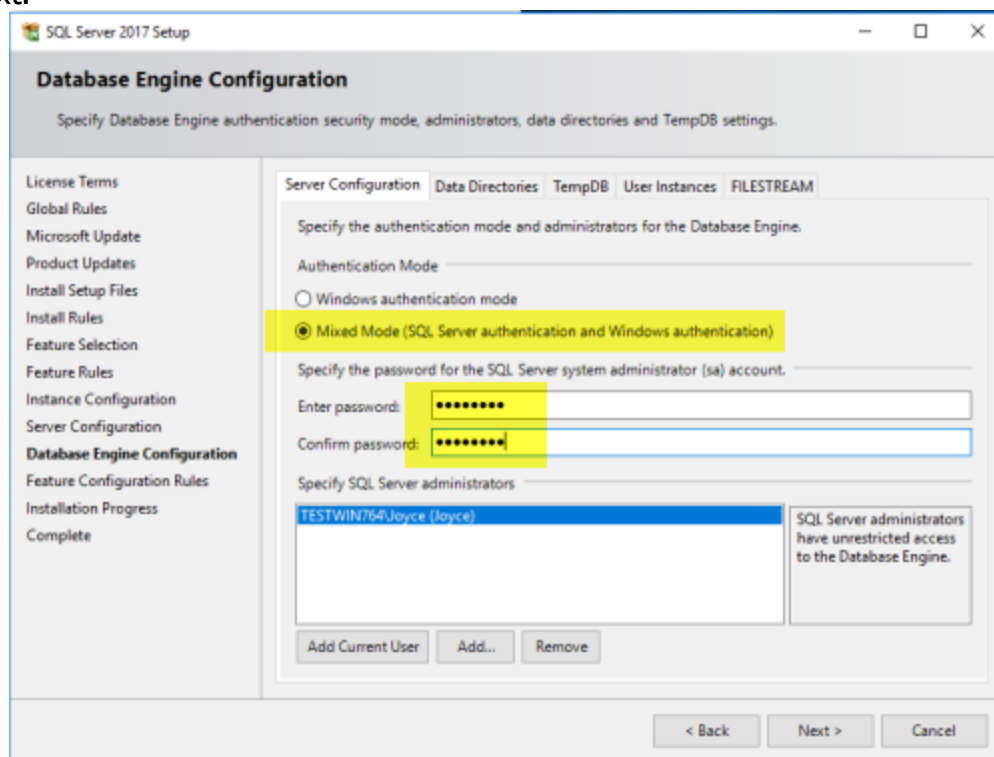 SQL Server 2017 Setup
Database Engine Configuration
Specify Database Engine authentication security mode, administrators, data directories and TempDB settings.
License Terms
Global Rules
Microsoft Update
Product Updates
Install Setup Files
Install Rules
Feature Selection
Feature Rules
Instance Configuration
Server Configuration
Database Engine Configuration
Feature Configuration Rules
Installation Progress
Complete
Server Configuration Data Directories TempDB User Instances FILESTREAM
Specify the authentication mode and administrators for the Database Engine.
Authentication Mode
Windows authentication mode
Mixed Mode (SQL Server authentication and Windows authentication)
Specify the password for the SQL Server system administrator (sa) account.
Enter password: ●●●●●●●●
Confirm password: ●●●●●●●●
Specify SQL Server administrators
TESTWIN764\Joyce (Joyce)
SQL Server administrators
have unrestricted access
to the Database Engine.
Add Current User Add... Remove
< Back Next > Cancel